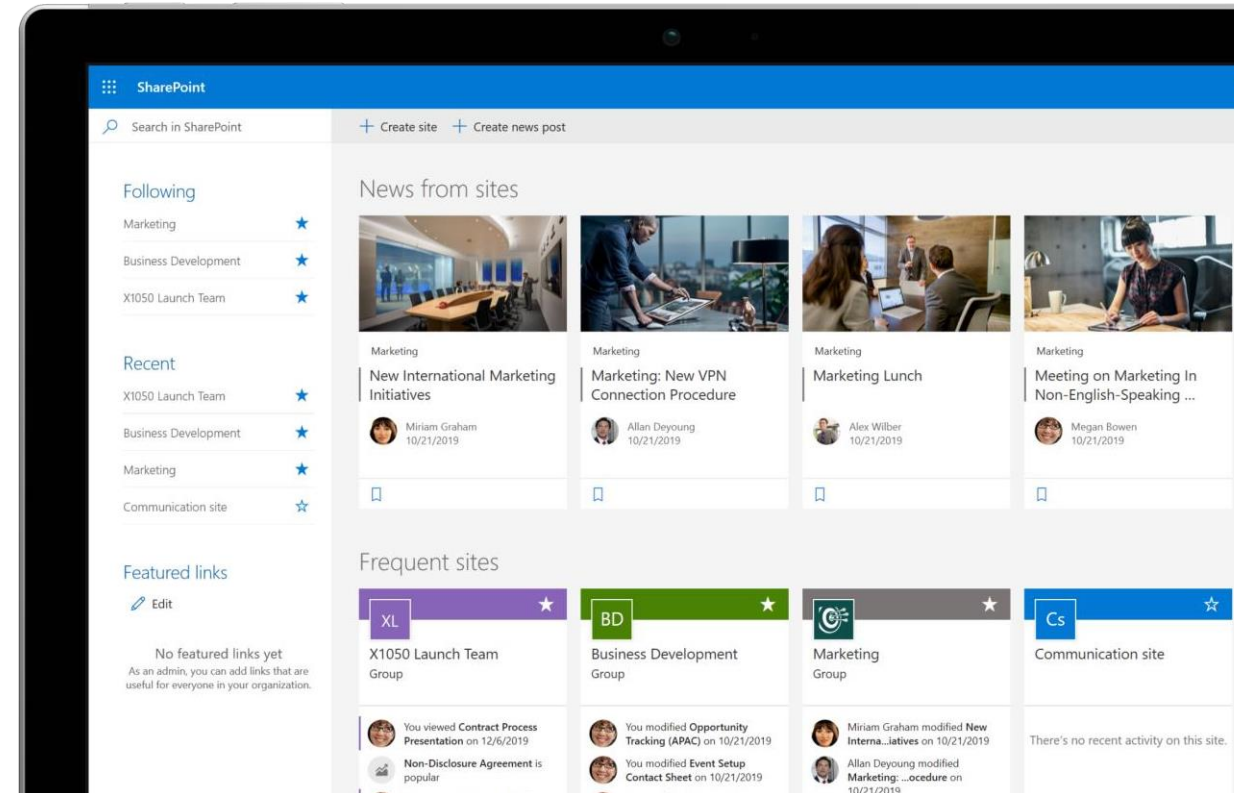 SharePoint
Search in SharePoint
Create site
Create news post
Following
Marketing
Business Development
X1050 Launch Team
Recent
X1050 Launch Team
Business Development
Marketing
Communication site
Featured links
Edit
No featured links yet
As an admin, you can add links that are
useful for everyone in your organization.
News from sites
Marketing
New International Marketing
Initiatives
Miriam Graham
10/21/2019
Marketing
Marketing: New VPN
Connection Procedure
Allan Deyoung
10/21/2019
Marketing
Marketing Lunch
Alex Wilber
10/21/2019
Marketing
Meeting on Marketing In
Non-English-Speaking ...
Megan Bowen
10/21/2019
Frequent sites
XL
X1050 Launch Team
Group
You viewed Contract Process
Presentation on 12/6/2019
Non-Disclosure Agreement is
popular
BD
Business Development
Group
You modified Opportunity
Tracking (APAC) on 10/21/2019
You modified Event Setup
Contact Sheet on 10/21/2019
Marketing
Group
Miriam Graham modified New
Interna...iatives on 10/21/2019
Allan Deyoung modified
Marketing: ...ocedure on
10/21/2019
Cs
Communication site
There's no recent activity on this site.